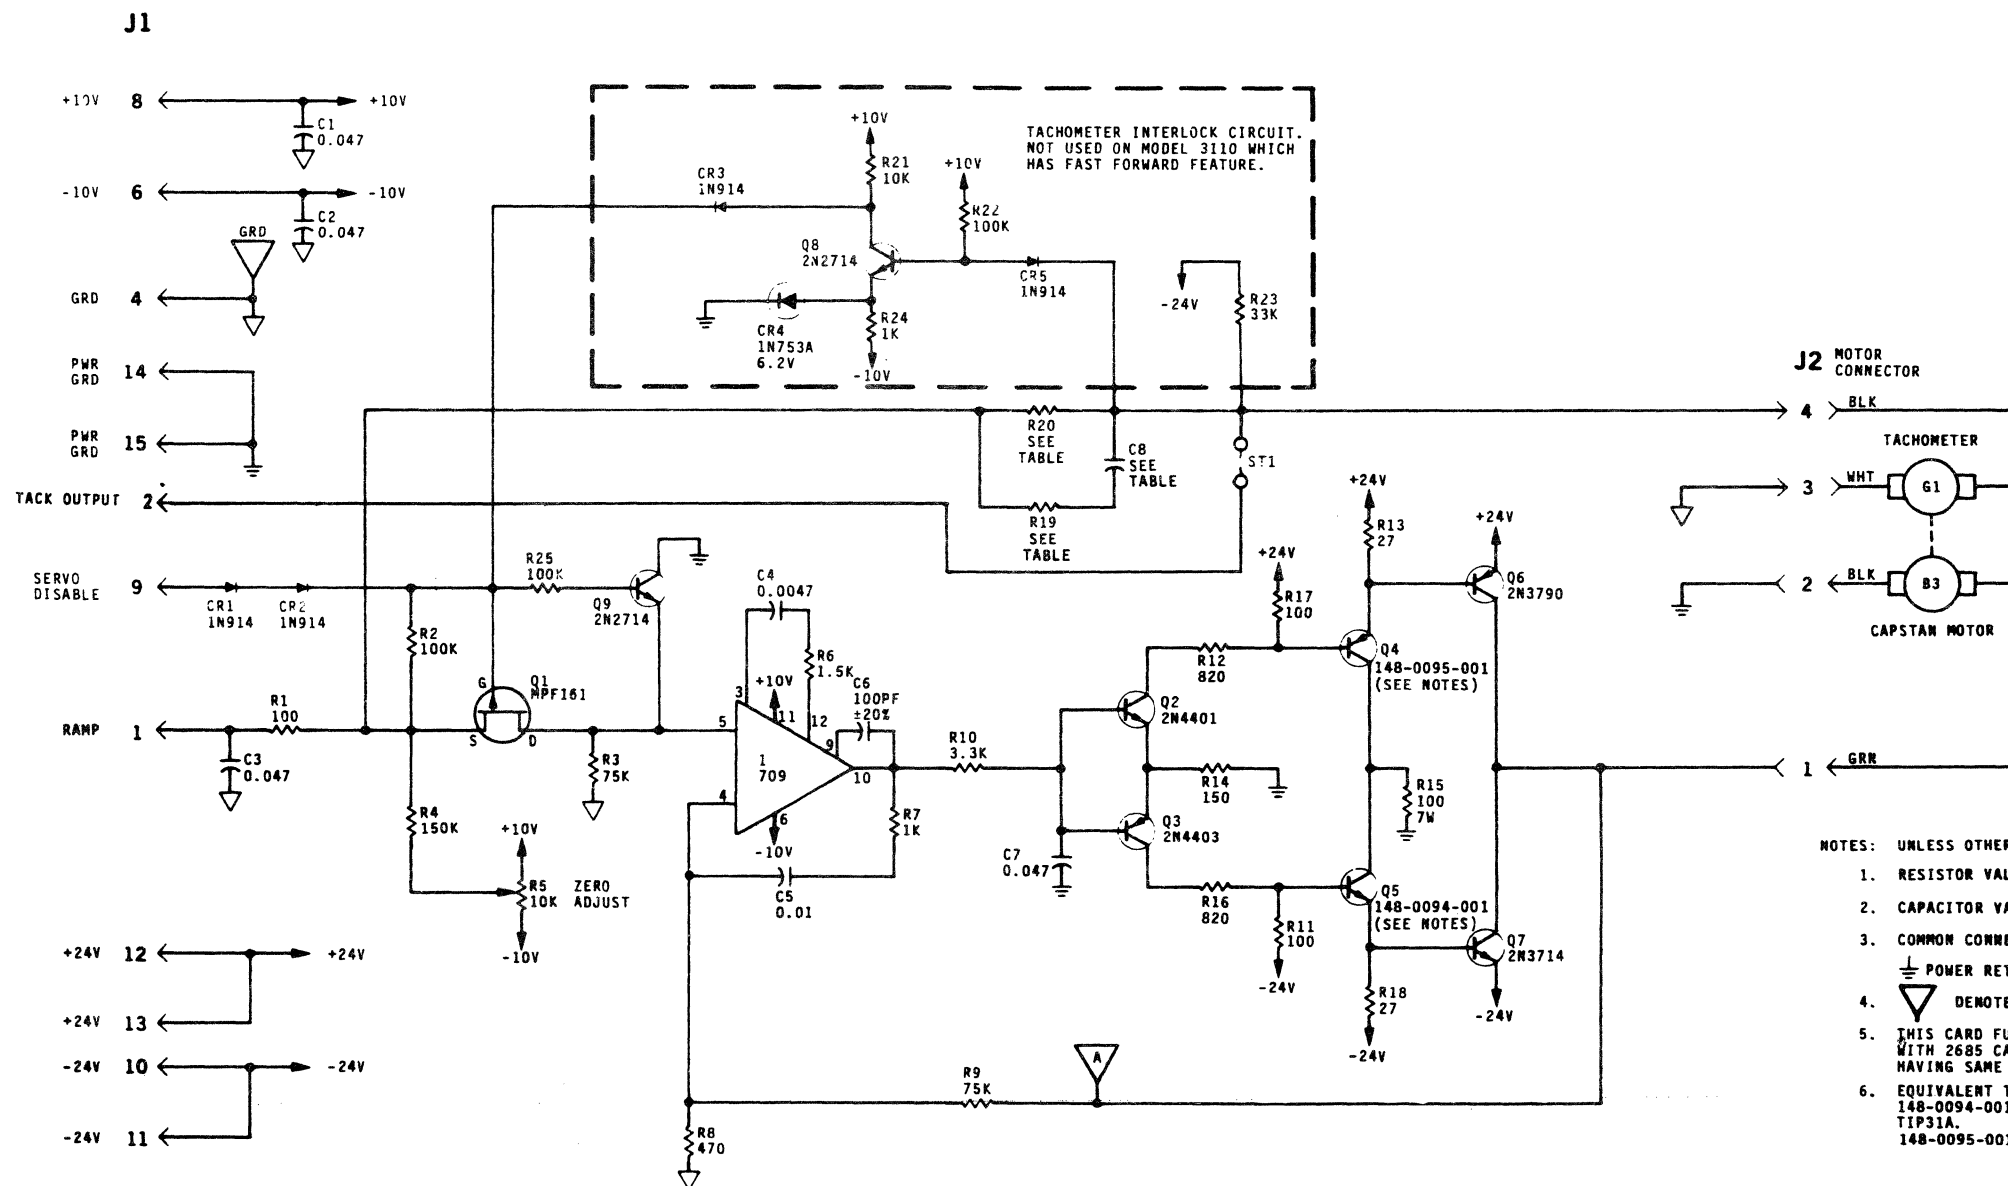 J1
+10V 8 +10V
C1
0.047
-10V 6 -10V
C2
0.047
GRD
GRD 4
PWR
GRD 14
PWR
GRD 15
TACK OUTPUT 2
SERVO
DISABLE 9
CR1
1N914
CR2
1N914
R2
100K
RAMP 1
R1
100
C3
0.047
R4
150K
+10V
R5
10K
ZERO
ADJUST
-10V
+24V 12 +24V
+24V 13
-24V 10 -24V
-24V 11
TACHOMETER INTERLOCK CIRCUIT.
NOT USED ON MODEL 3110 WHICH
HAS FAST FORWARD FEATURE.
+10V
R21
10K
CR3
1N914
+10V
R22
100K
Q8
2N2714
CR5
1N914
CR4
1N753A
6.2V
R24
1K
-10V
-24V
R23
33K
R20
SEE
TABLE
C8
SEE
TABLE
ST1
R19
SEE
TABLE
R25
100K
Q9
2N2714
G
Q1
MPF161
S
D
R3
75K
C4
0.0047
R6
1.5K
C6
100PF
±20%
3
+10V
11
12
9
5
1
709
10
4
6
-10V
R7
1K
C5
0.01
R10
3.3K
C7
0.047
Q2
2N4401
R12
820
R14
150
Q3
2N4403
R16
820
+24V
R17
100
R11
100
-24V
+24V
R13
27
Q4
148-0095-001
(SEE NOTES)
R15
100
7W
Q5
148-0094-001
(SEE NOTES)
R18
27
-24V
+24V
Q6
2N3790
Q7
2N3714
-24V
R9
75K
A
R8
470
J2 MOTOR
CONNECTOR
4 BLK
TACHOMETER
3 WHT G1
2 BLK B3
CAPSTAN MOTOR
1 GRN
NOTES: UNLESS OTHER
1. RESISTOR VAL
2. CAPACITOR VA
3. COMMON CONNE
POWER RET
4. DENOTE
5. THIS CARD FU
WITH 2685 CA
HAVING SAME
6. EQUIVALENT T
148-0094-001
TIP31A.
148-0095-001